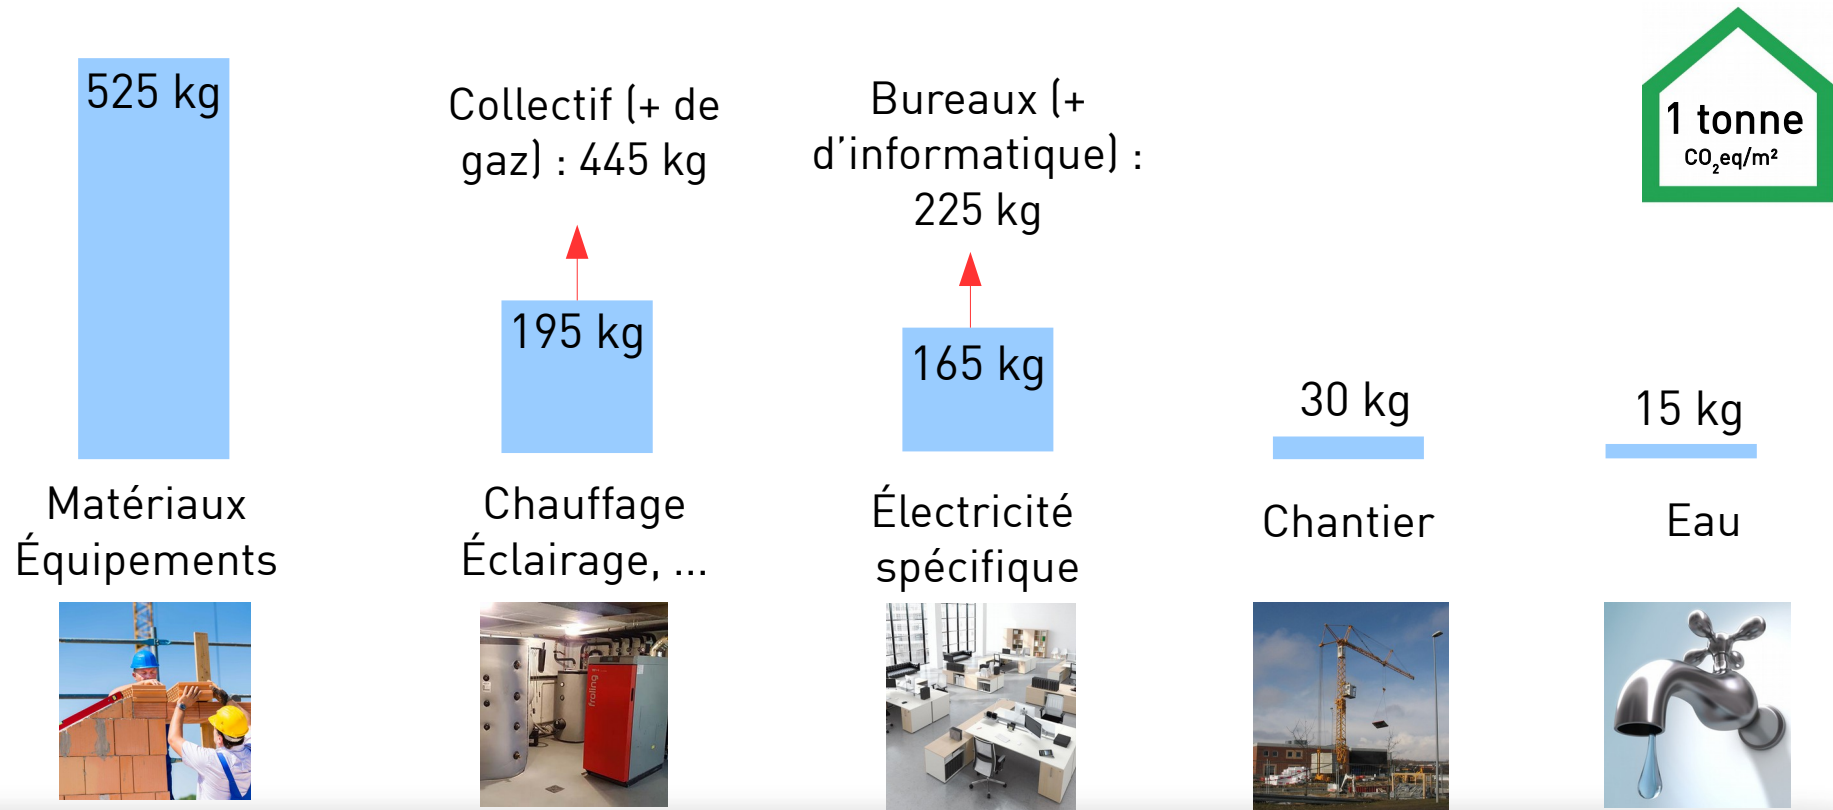 525 kg
Collectif (+ de
gaz) : 445 kg
195 kg
Bureaux (+
d’informatique) :
225 kg
165 kg
30 kg
15 kg
1 tonne
CO₂eq/m²
Matériaux
Équipements
Chauffage
Éclairage, ...
Électricité
spécifique
Chantier
Eau
froling